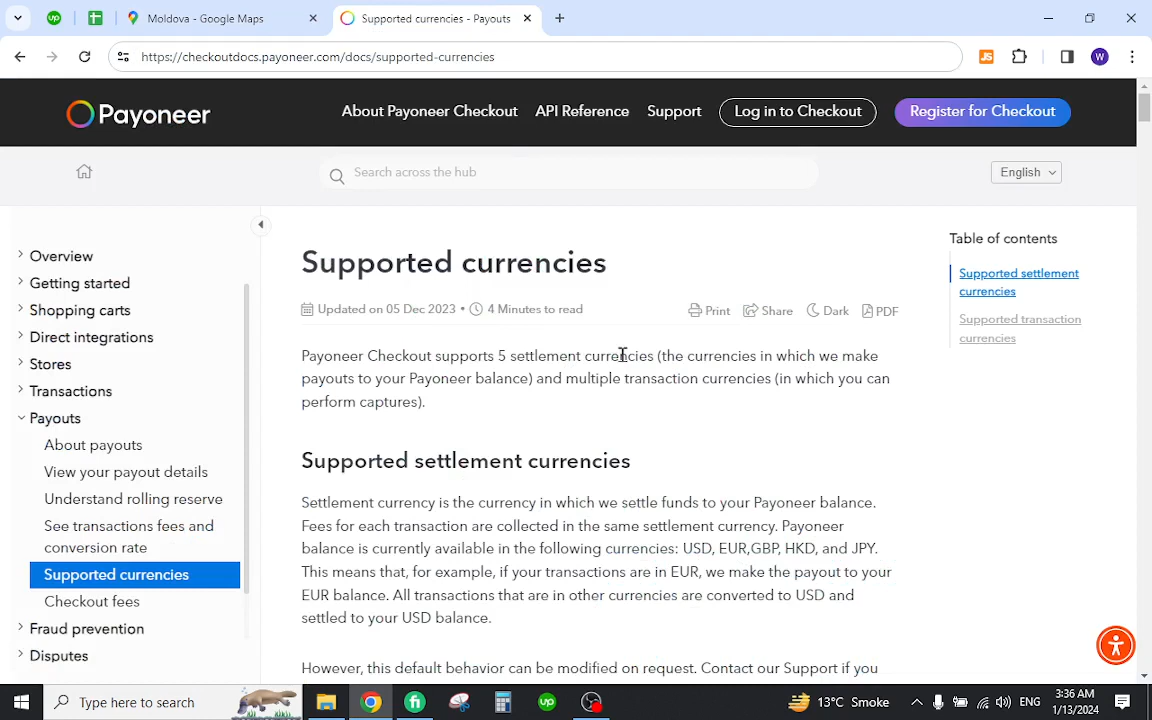 Moldova - Google Maps
Supported currencies - Payouts
https://checkoutdocs.payoneer.com/docs/supported-currencies
JS
W
Payoneer
About Payoneer Checkout
API Reference
Support
Log in to Checkout
Register for Checkout
Search across the hub
English
Overview
Getting started
Shopping carts
Direct integrations
Stores
Transactions
Payouts
About payouts
View your payout details
Understand rolling reserve
See transactions fees and
conversion rate
Supported currencies
Checkout fees
Fraud prevention
Disputes
Supported currencies
Updated on 05 Dec 2023 • 4 Minutes to read
Print
Share
Dark
PDF
Payoneer Checkout supports 5 settlement currencies (the currencies in which we make
payouts to your Payoneer balance) and multiple transaction currencies (in which you can
perform captures).
Supported settlement currencies
Settlement currency is the currency in which we settle funds to your Payoneer balance.
Fees for each transaction are collected in the same settlement currency. Payoneer
balance is currently available in the following currencies: USD, EUR,GBP, HKD, and JPY.
This means that, for example, if your transactions are in EUR, we make the payout to your
EUR balance. All transactions that are in other currencies are converted to USD and
settled to your USD balance.
However, this default behavior can be modified on request. Contact our Support if you
Table of contents
Supported settlement
currencies
Supported transaction
currencies
Type here to search
up
13°C Smoke
ENG
3:36 AM
1/13/2024